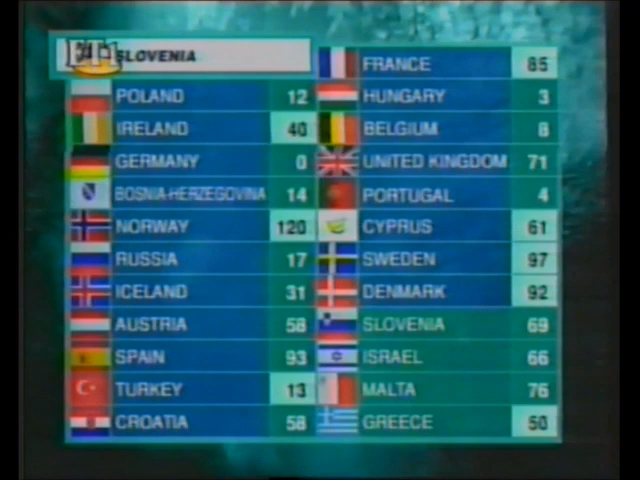 SLOVENIA
POLAND 12
IRELAND 40
GERMANY 0
BOSNIA-HERZEGOVINA 14
NORWAY 120
RUSSIA 17
ICELAND 31
AUSTRIA 58
SPAIN 93
TURKEY 13
CROATIA 58
FRANCE 85
HUNGARY 3
BELGIUM 8
UNITED KINGDOM 71
PORTUGAL 4
CYPRUS 61
SWEDEN 97
DENMARK 92
SLOVENIA 69
ISRAEL 66
MALTA 76
GREECE 50